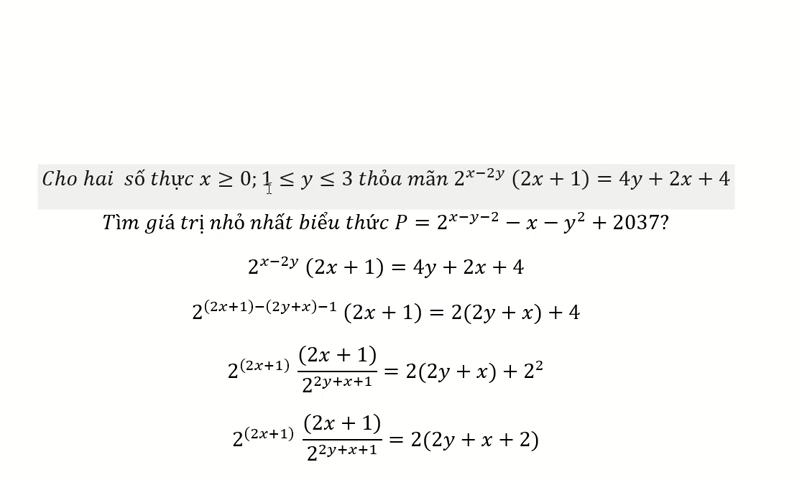 Cho hai số thực x ≥ 0; 1 ≤ y ≤ 3 thỏa mãn 2^{x−2y} (2x + 1) = 4y + 2x + 4
Tìm giá trị nhỏ nhất biểu thức P = 2^{x−y−2} − x − y^2 + 2037?
2^{x−2y} (2x + 1) = 4y + 2x + 4
2^{(2x+1)−(2y+x)−1} (2x + 1) = 2(2y + x) + 4
2^{(2x+1)} \frac{(2x + 1)}{2^{2y+x+1}} = 2(2y + x) + 2^2
2^{(2x+1)} \frac{(2x + 1)}{2^{2y+x+1}} = 2(2y + x + 2)